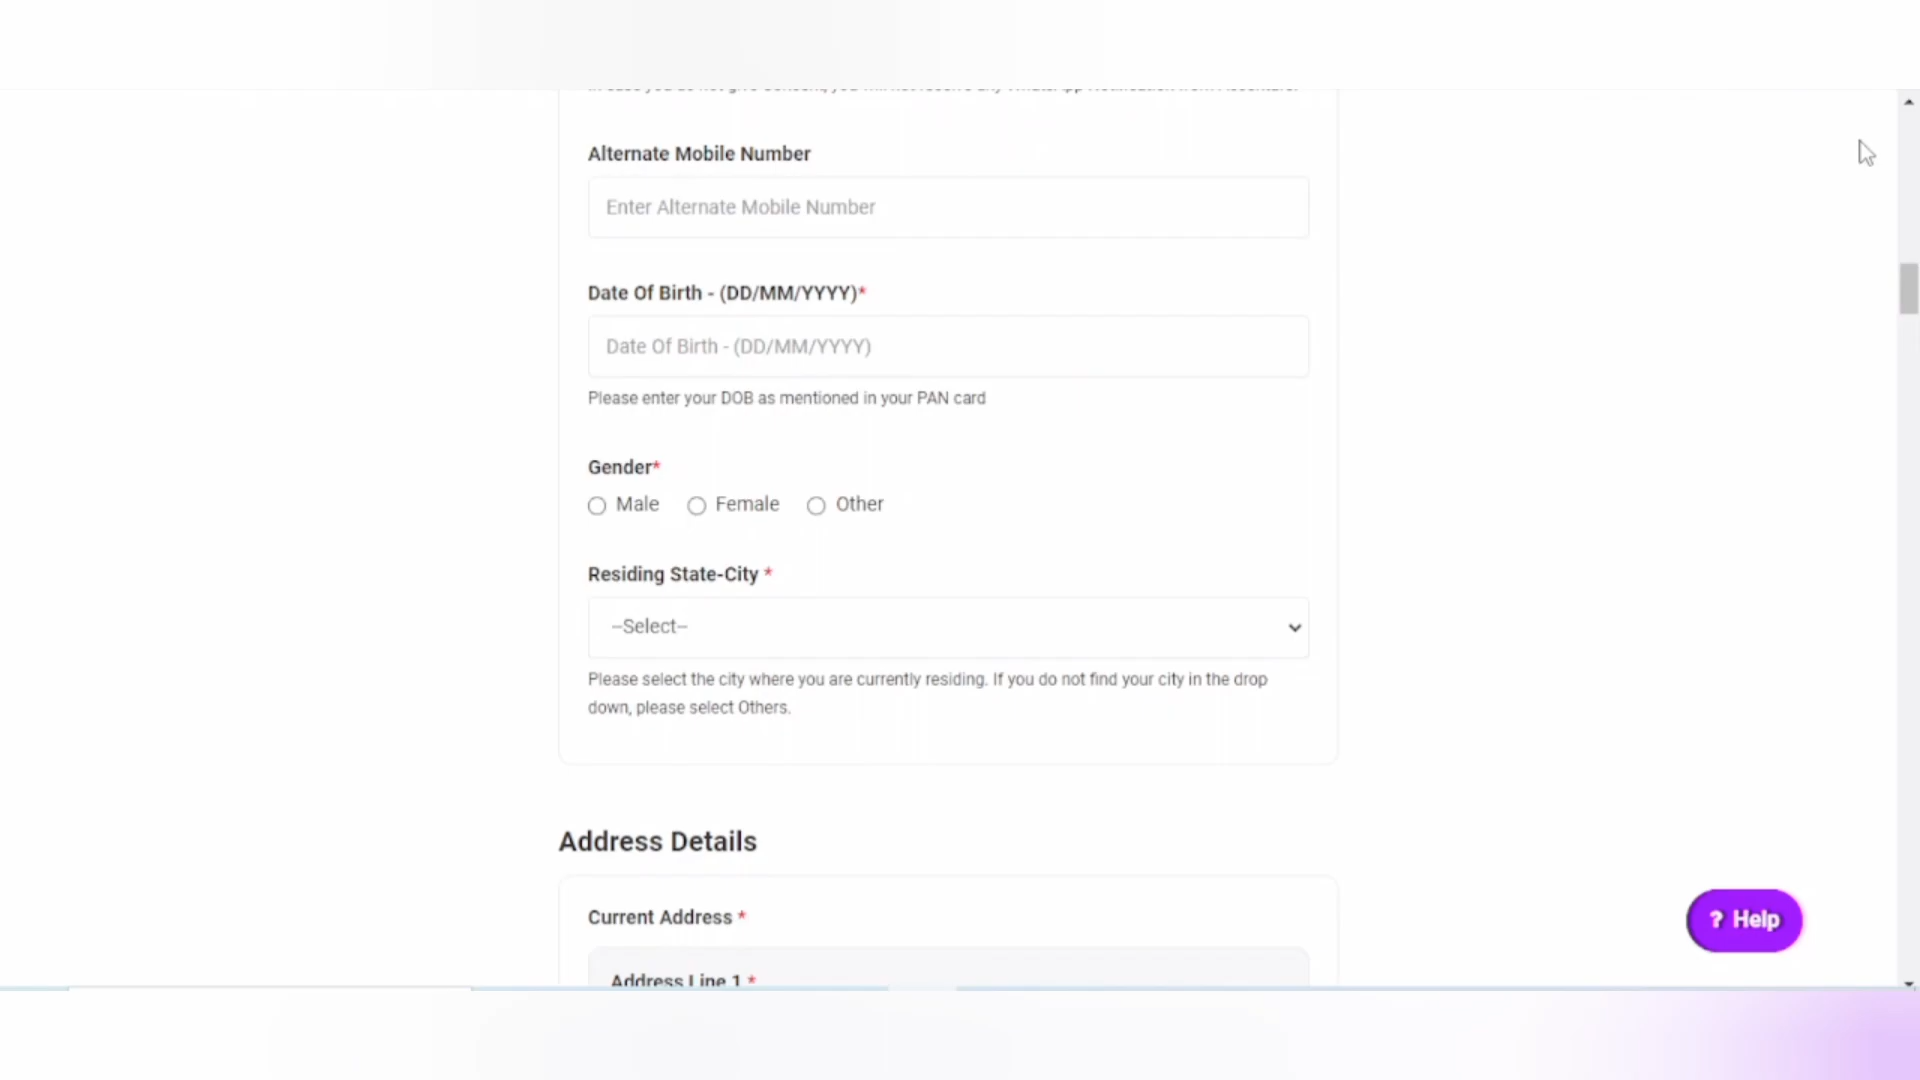 Alternate Mobile Number
Enter Alternate Mobile Number
Date Of Birth - (DD/MM/YYYY)*
Date Of Birth - (DD/MM/YYYY)
Please enter your DOB as mentioned in your PAN card
Gender*
Male Female Other
Residing State-City *
--Select--
Please select the city where you are currently residing. If you do not find your city in the drop
down, please select Others.
Address Details
Current Address *
? Help
Address Line 1 *